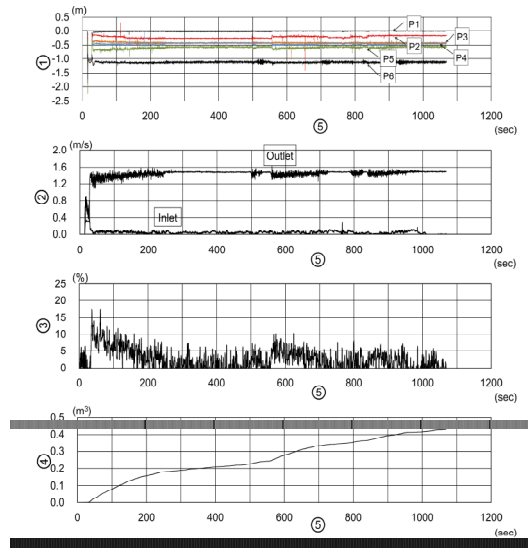 (m)
0.5
0.0
-0.5
-1.0
-1.5
-2.0
-2.5
P1
P2
P3
P4
P5
P6
①
0 200 400 600 800 1000 1200
⑤
(sec)
(m/s)
2.0
1.6
1.2
0.8
0.4
0.0
Outlet
Inlet
②
0 200 400 600 800 1000 1200
⑤
(sec)
(%)
25
20
15
10
5
0
③
0 200 400 600 800 1000 1200
⑤
(sec)
(m³)
0.5
0.4
0.3
0.2
0.1
0.0
④
0 200 400 600 800 1000 1200
⑤
(sec)